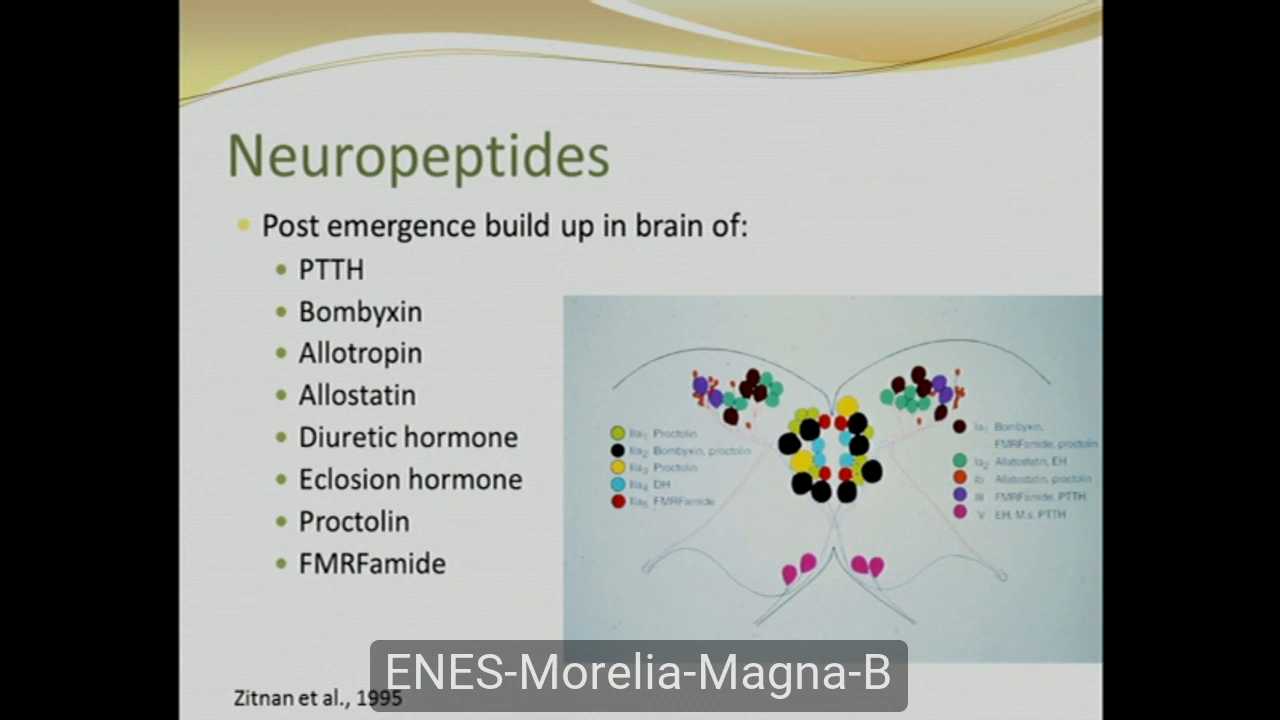 Neuropeptides
Post emergence build up in brain of:
PTTH
Bombyxin
Allotropin
Allostatin
Diuretic hormone
Eclosion hormone
Proctolin
FMRFamide
IIa₁ Proctolin
IIa₂ Bombyxin, proctolin
IIa₃ Proctolin
IIa₄ DH
IIa₅ FMRFamide
Ia₁ Bombyxin,
FMRFamide, proctolin
Ia₂ Allatostatin, EH
Ib Allatostatin, proctolin
III FMRFamide, PTTH
V EH, M.s. PTTH
Zitnan et al., 1995
ENES-Morelia-Magna-B